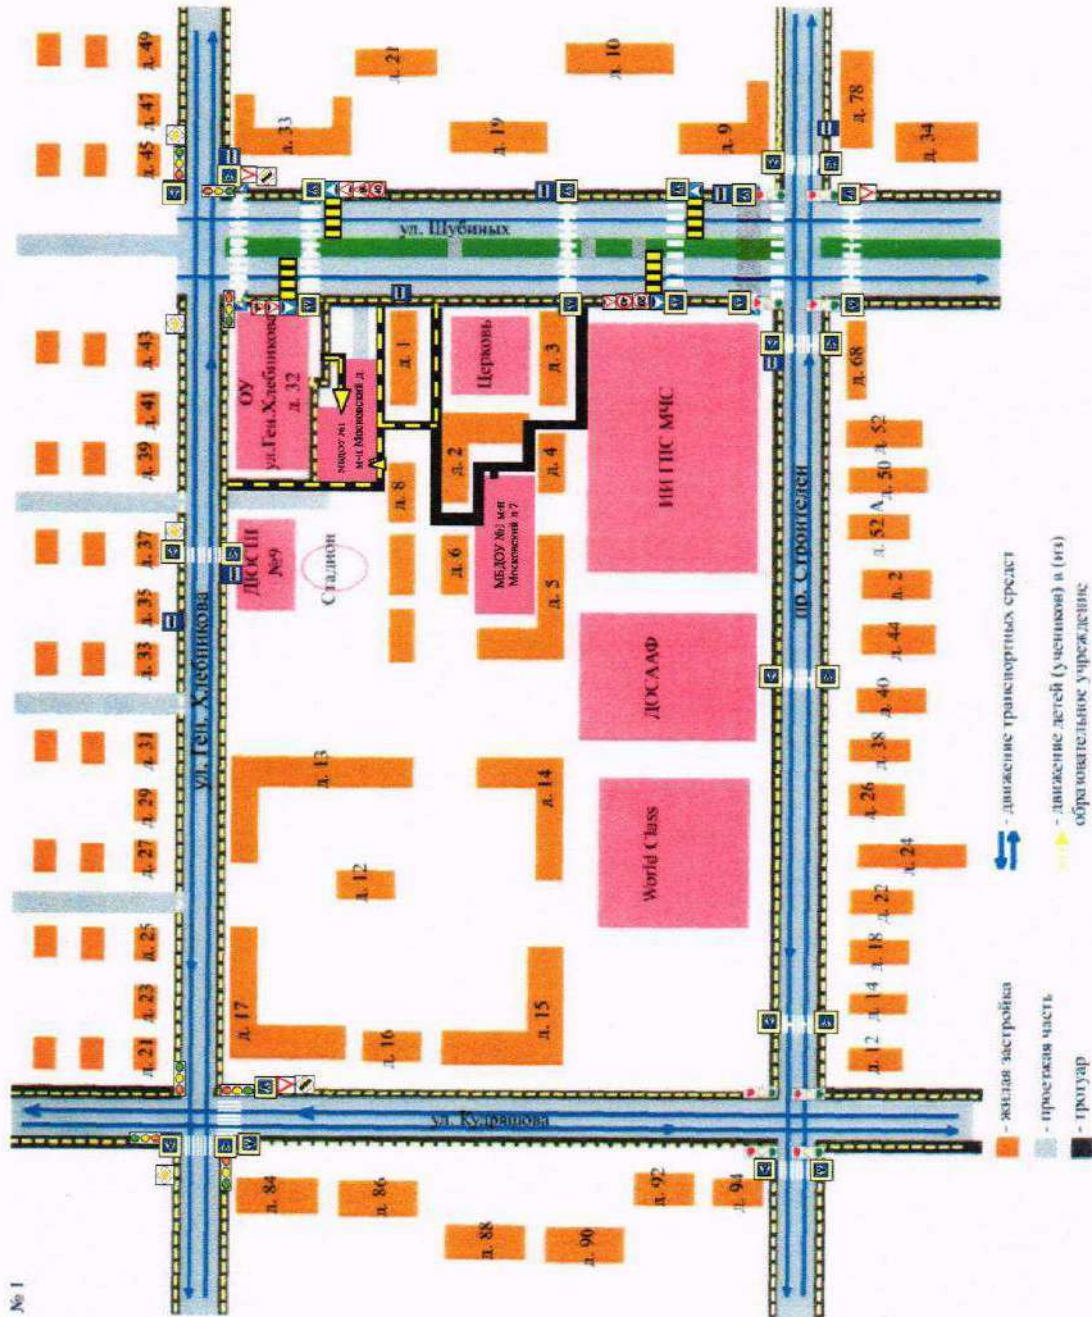 № 1
д. 21
д. 23
д. 25
д. 27
д. 29
д. 31
д. 33
д. 35
д. 37
д. 39
д. 41
д. 43
д. 45
д. 47
д. 49
ул. Ген. Хлебникова
д. 84
д. 86
д. 88
д. 90
д. 92
д. 94
ул. Кудряшова
д. 17
д. 16
д. 15
д. 12
д. 13
д. 14
World Class
ДОСААФ
ИИ ГПС МЧС
ДЮСШ
№9
Стадион
ОУ
ул.Ген.Хлебникова
д. 32
МБДОУ №1
м-н Московский д.
д. 8
д. 1
д. 6
д. 2
Церковь
МБДОУ №1 м-н
Московский д 7
д. 5
д. 4
д. 3
ул. Шубиных
д. 33
д. 21
д. 19
д. 10
д. 9
д. 78
д. 34
пр. Строителей
д. 12
д. 14
д. 18
д. 22
д. 24
д. 26
д. 38
д. 40
д. 44
д. 2
д. 52 А
д. 50
д. 52
д. 68
- жилая застройка
- проезжая часть
- тротуар
- движение транспортных средст
- движение детей (учеников) в (из)
образовательное учреждение